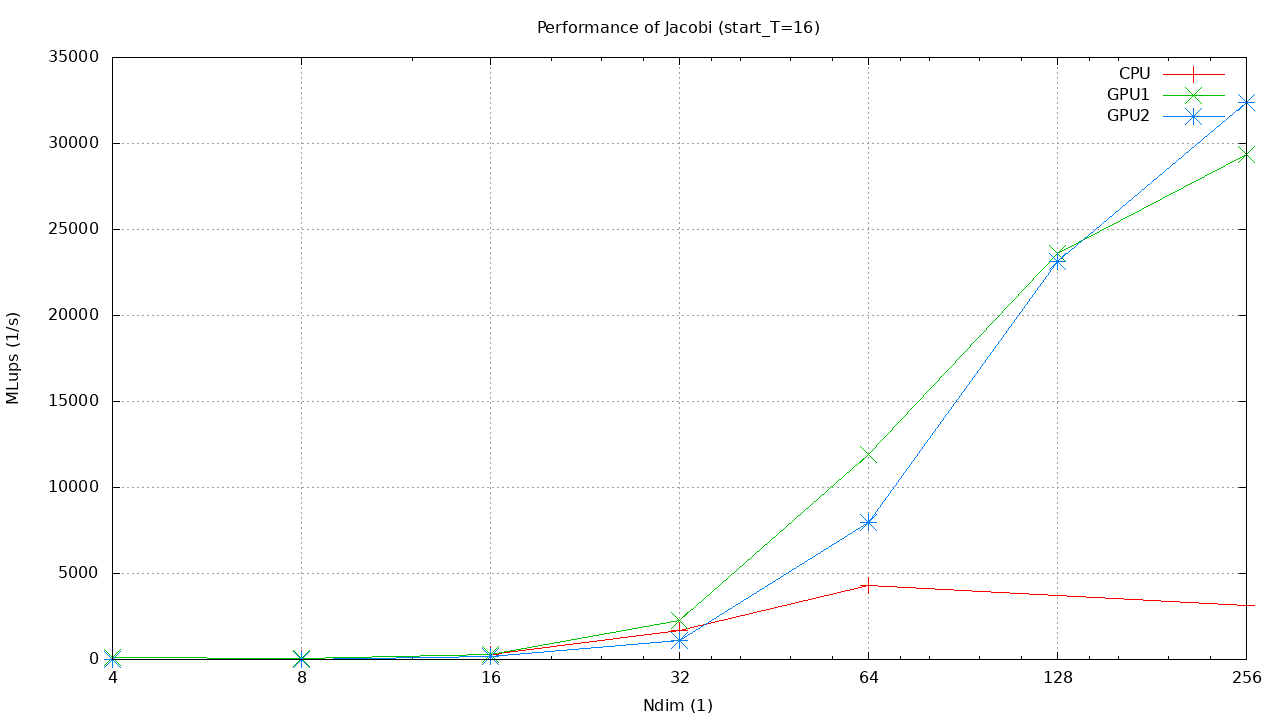 Performance of Jacobi (start_T=16)
35000
30000
25000
20000
15000
10000
5000
0
MLups (1/s)
CPU
GPU1
GPU2
4 8 16 32 64 128 256
Ndim (1)